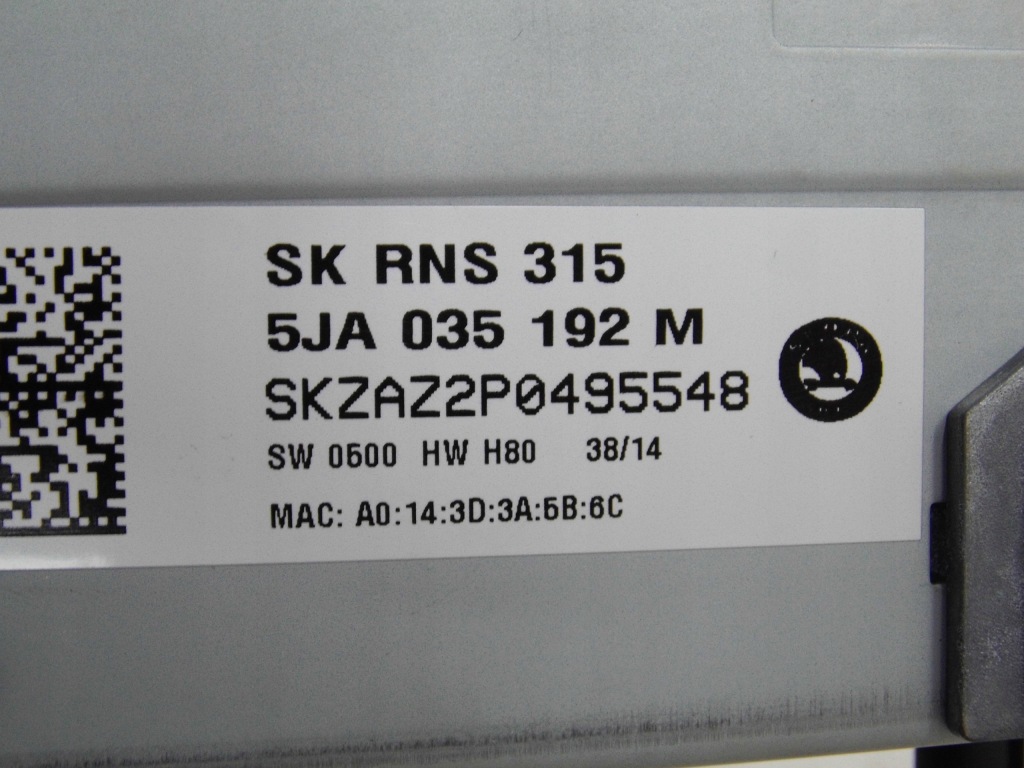 SK RNS 315
5JA 035 192 M
SKZAZ2P0495548
SW 0500 HW H80 38/14
MAC: A0:14:3D:3A:5B:6C